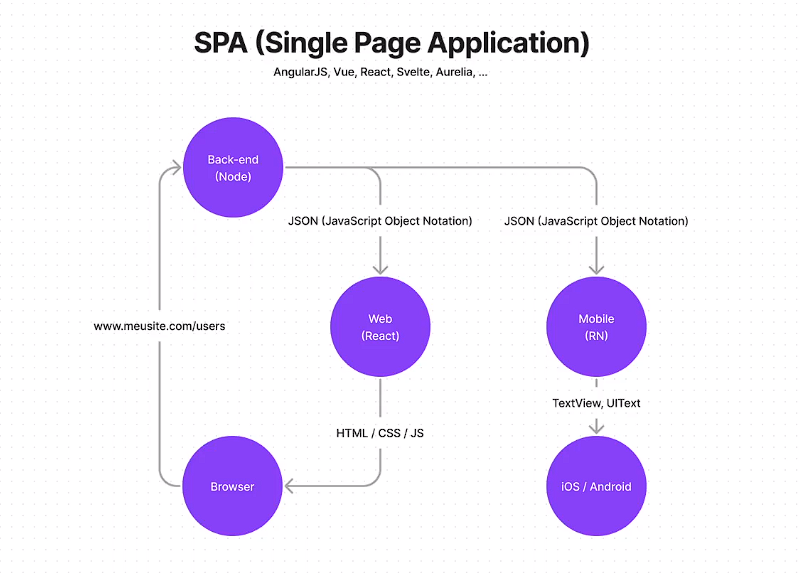 SPA (Single Page Application)
AngularJS, Vue, React, Svelte, Aurelia, ...
Back-end
(Node)
JSON (JavaScript Object Notation)
JSON (JavaScript Object Notation)
www.meusite.com/users
Web
(React)
Mobile
(RN)
TextView, UIText
HTML / CSS / JS
Browser
iOS / Android